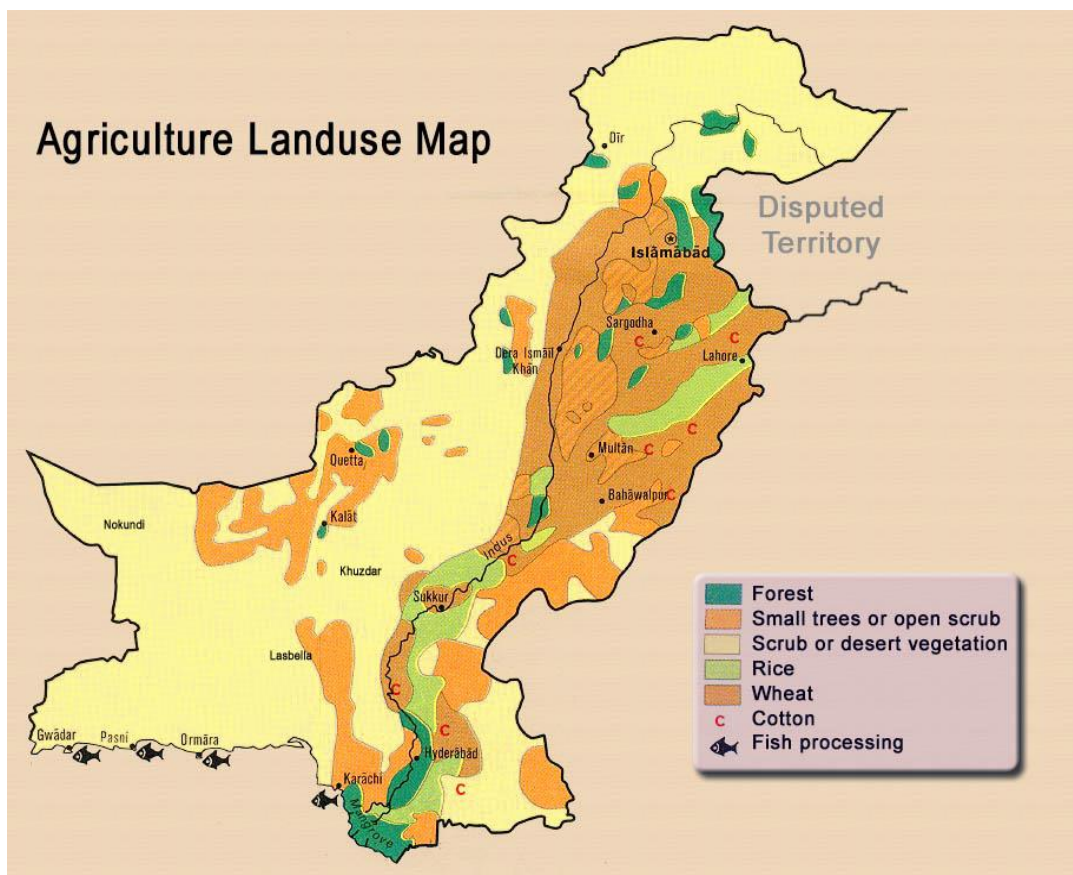 Agriculture Landuse Map
Dīr
Disputed
Territory
Islāmābād
Sargodha
C
C
Dera Ismāīl
Khān
Lahore
C
Multān
C
Quetta
Bahāwalpur
C
Kalāt
Nokundi
Indus
C
Khuzdar
Sukkur
Lasbella
C
C
Gwādar
Pasni
Ormāra
Hyderābād
Karāchi
C
Mangrove
Forest
Small trees or open scrub
Scrub or desert vegetation
Rice
Wheat
C Cotton
Fish processing